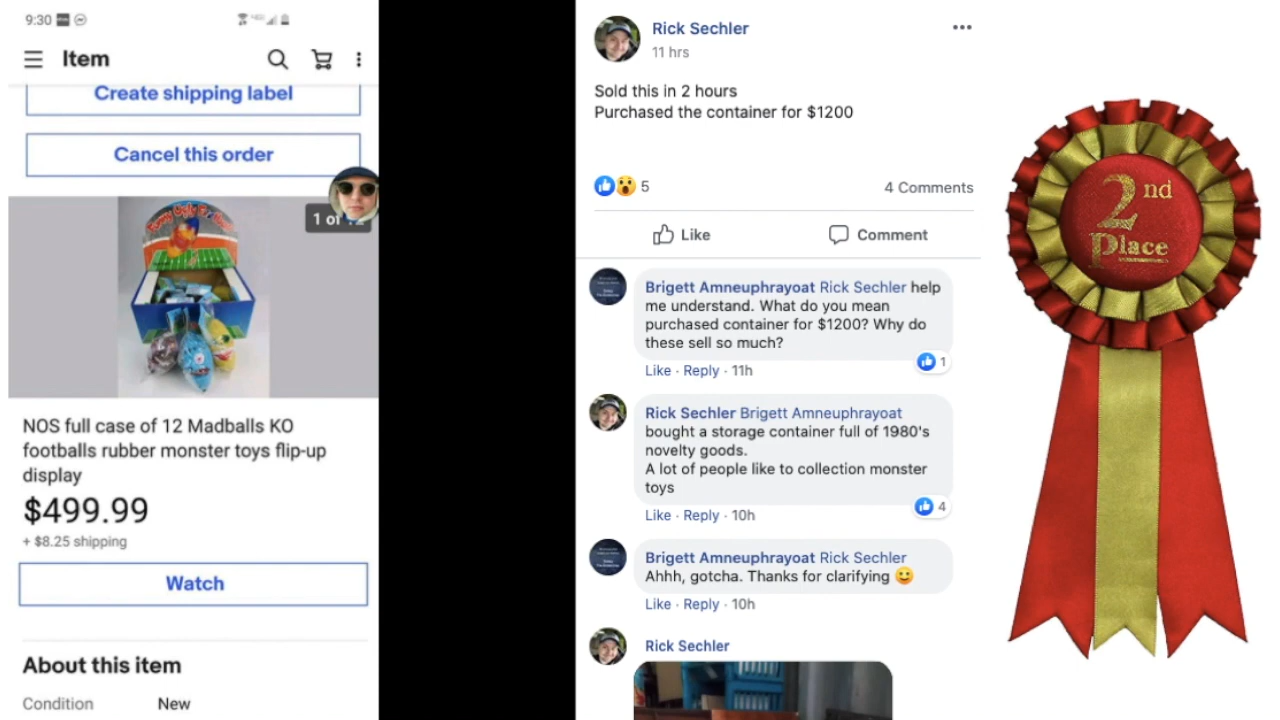 9:30
Item
Create shipping label
Cancel this order
1 of 12
NOS full case of 12 Madballs KO
footballs rubber monster toys flip-up
display
$499.99
+ $8.25 shipping
Watch
About this item
Condition New
Rick Sechler
11 hrs
Sold this in 2 hours
Purchased the container for $1200
5
4 Comments
Like
Comment
Brigett Amneuphrayoat Rick Sechler help
me understand. What do you mean
purchased container for $1200? Why do
these sell so much?
1
Like · Reply · 11h
Rick Sechler Brigett Amneuphrayoat
bought a storage container full of 1980's
novelty goods.
A lot of people like to collection monster
toys
4
Like · Reply · 10h
Brigett Amneuphrayoat Rick Sechler
Ahhh, gotcha. Thanks for clarifying
Like · Reply · 10h
Rick Sechler
2nd
Place